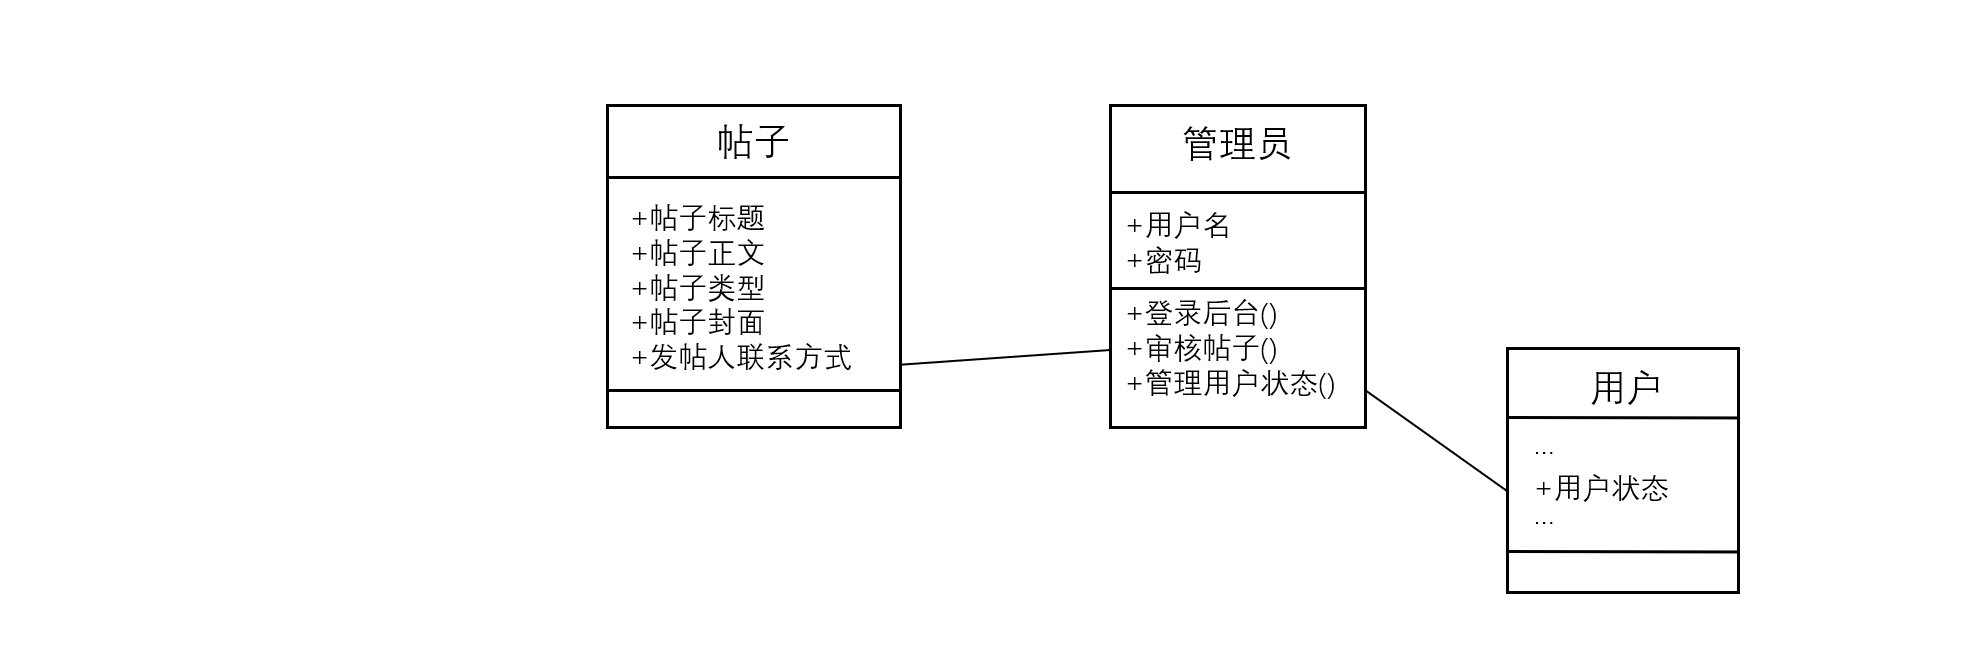 帖子
+帖子标题
+帖子正文
+帖子类型
+帖子封面
+发帖人联系方式
管理员
+用户名
+密码
+登录后台()
+审核帖子()
+管理用户状态()
用户
...
+用户状态
...